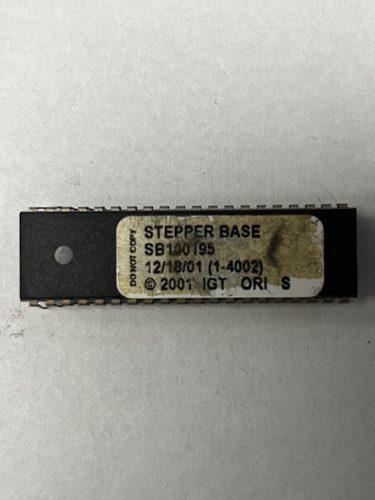 DO NOT COPY
STEPPER BASE
SB100195
12/18/01 (1-4002)
© 2001 IGT ORI S